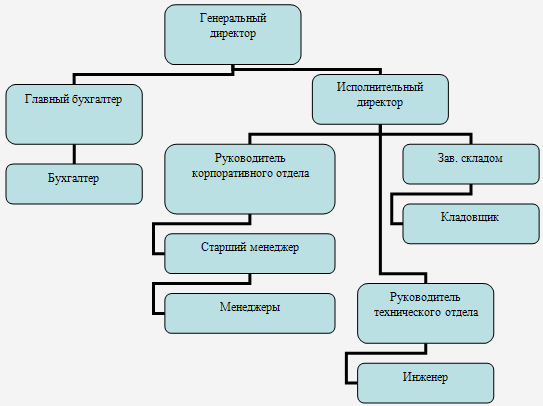 Генеральный
директор
Главный бухгалтер
Исполнительный
директор
Бухгалтер
Руководитель
корпоративного отдела
Зав. складом
Кладовщик
Старший менеджер
Менеджеры
Руководитель
технического отдела
Инженер